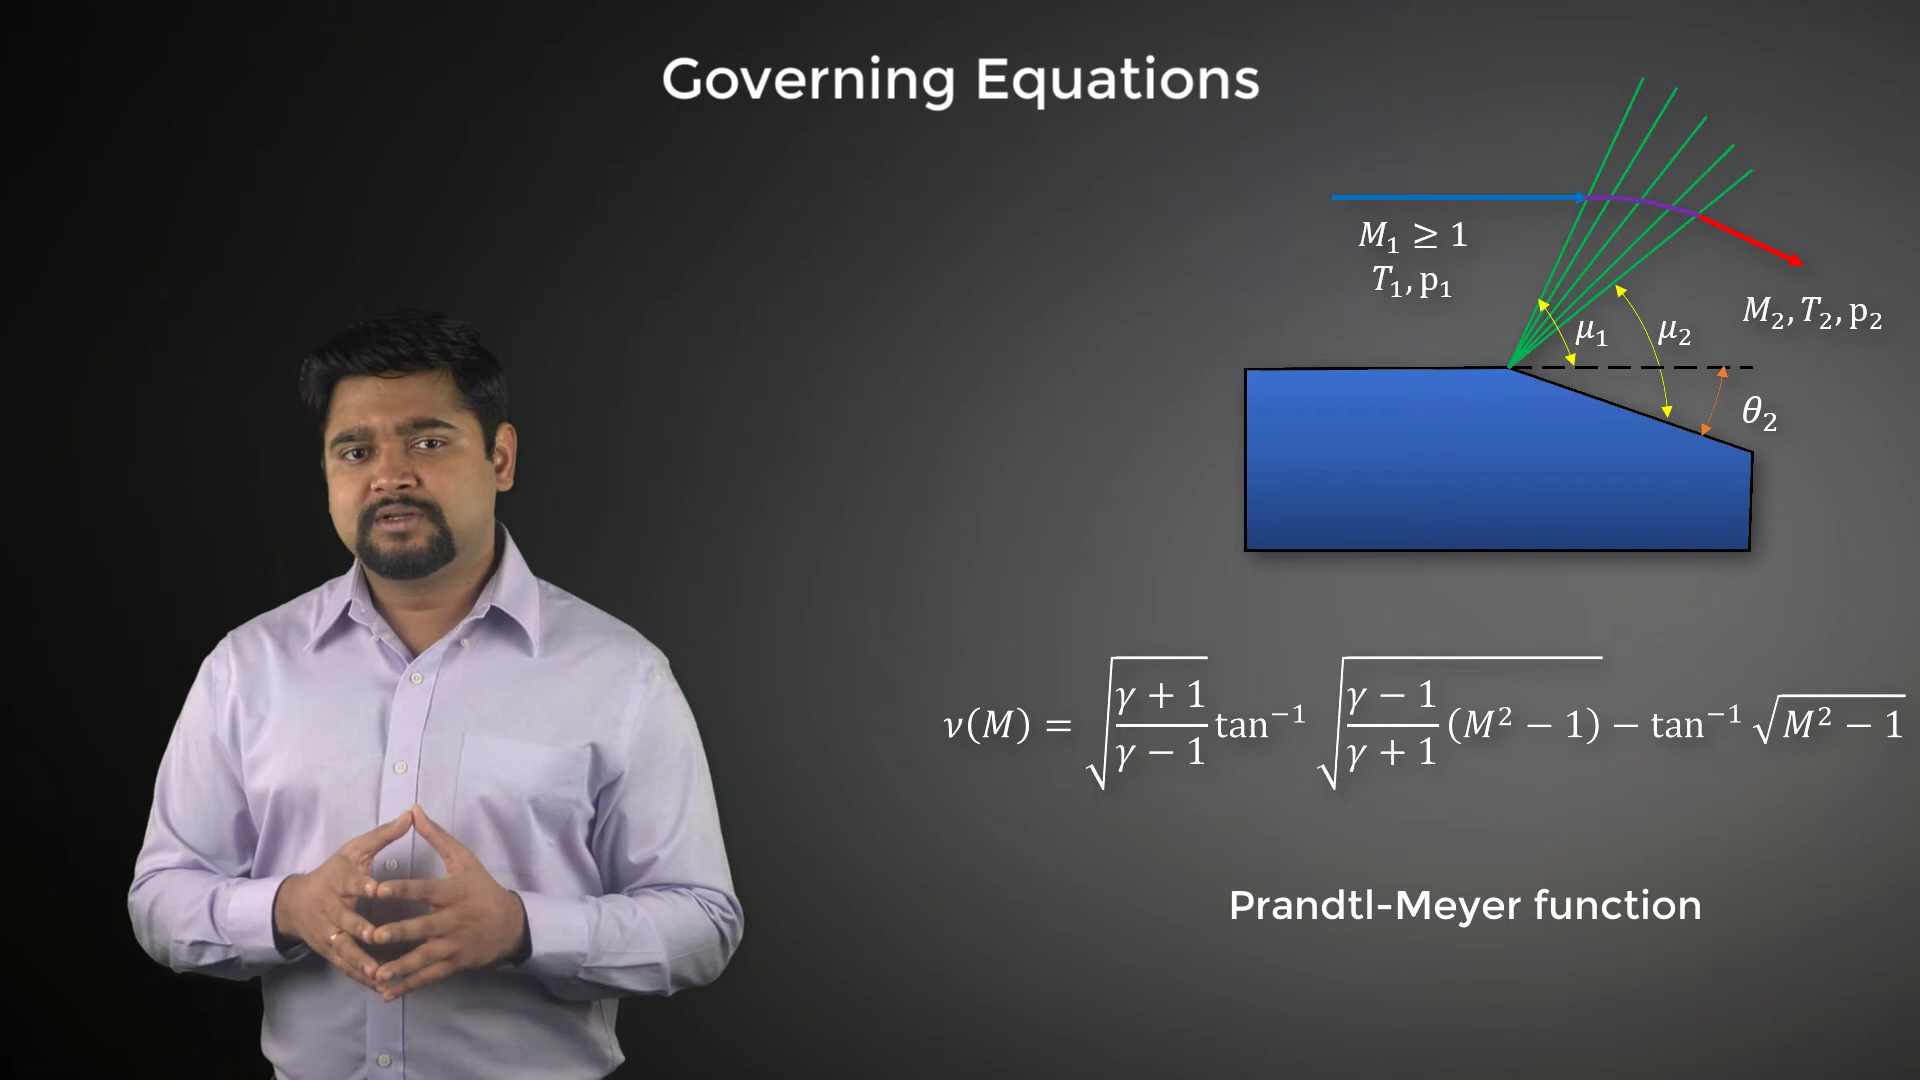 Governing Equations
M₁ ≥ 1
T₁, p₁
M₂, T₂, p₂
μ₁
μ₂
θ₂
ν(M) = √((γ + 1)/(γ − 1)) tan⁻¹ √((γ − 1)/(γ + 1) (M² − 1)) − tan⁻¹ √(M² − 1)
Prandtl-Meyer function